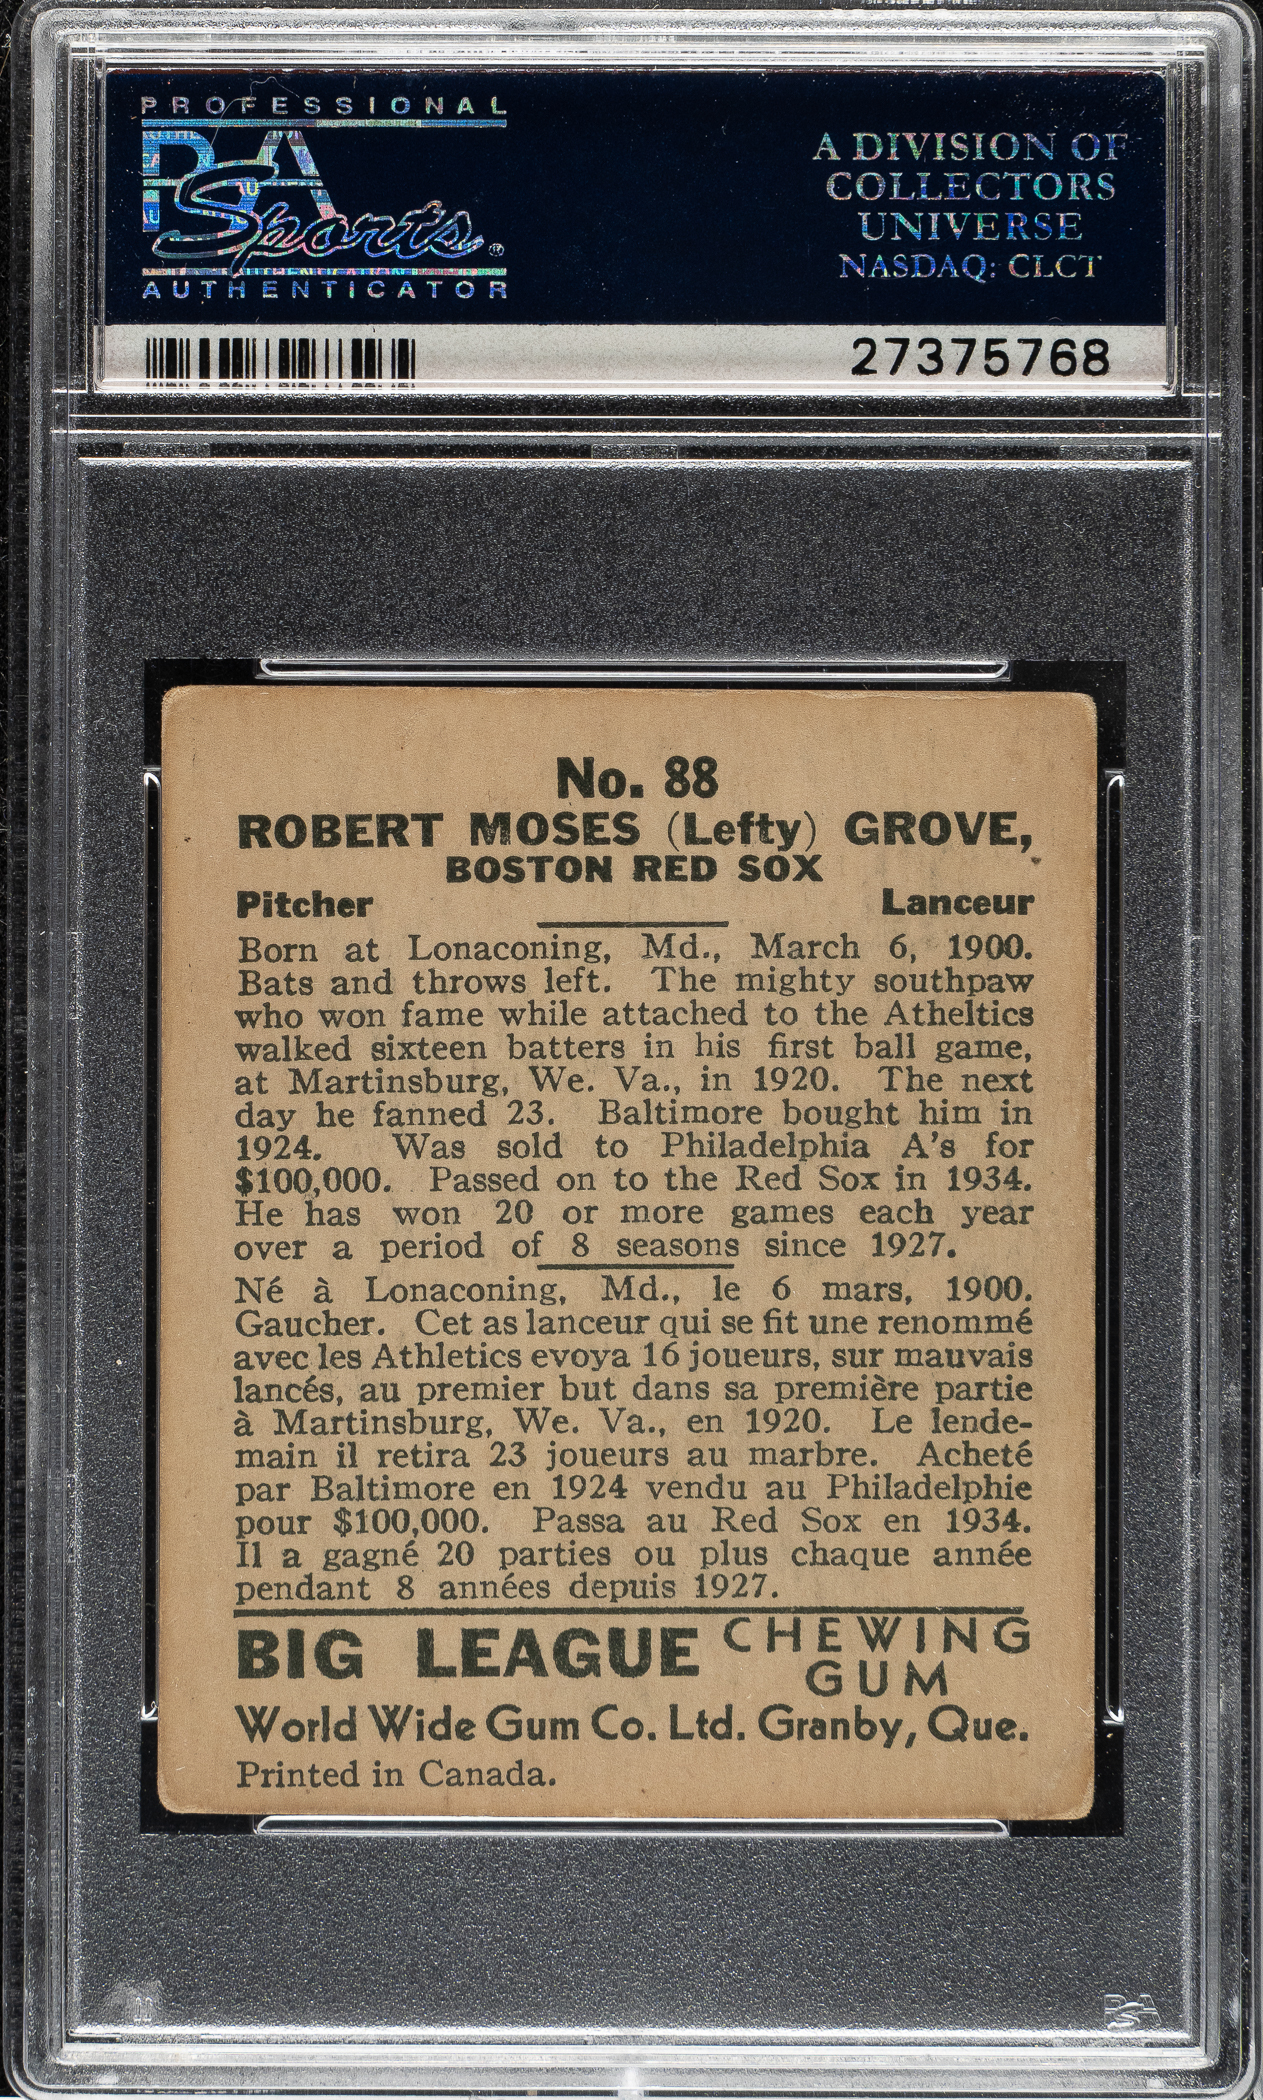 PROFESSIONAL
PSA
Sports®
AUTHENTICATOR
A DIVISION OF
COLLECTORS
UNIVERSE
NASDAQ: CLCT
27375768
No. 88
ROBERT MOSES (Lefty) GROVE,
BOSTON RED SOX
Pitcher Lanceur
Born at Lonaconing, Md., March 6, 1900.
Bats and throws left. The mighty southpaw
who won fame while attached to the Atheltics
walked sixteen batters in his first ball game,
at Martinsburg, We. Va., in 1920. The next
day he fanned 23. Baltimore bought him in
1924. Was sold to Philadelphia A's for
$100,000. Passed on to the Red Sox in 1934.
He has won 20 or more games each year
over a period of 8 seasons since 1927.
Né à Lonaconing, Md., le 6 mars, 1900.
Gaucher. Cet as lanceur qui se fit une renommé
avec les Athletics evoya 16 joueurs, sur mauvais
lancés, au premier but dans sa première partie
à Martinsburg, We. Va., en 1920. Le lende-
main il retira 23 joueurs au marbre. Acheté
par Baltimore en 1924 vendu au Philadelphie
pour $100,000. Passa au Red Sox en 1934.
Il a gagné 20 parties ou plus chaque année
pendant 8 années depuis 1927.
BIG LEAGUE CHEWING
GUM
World Wide Gum Co. Ltd. Granby, Que.
Printed in Canada.
PSA